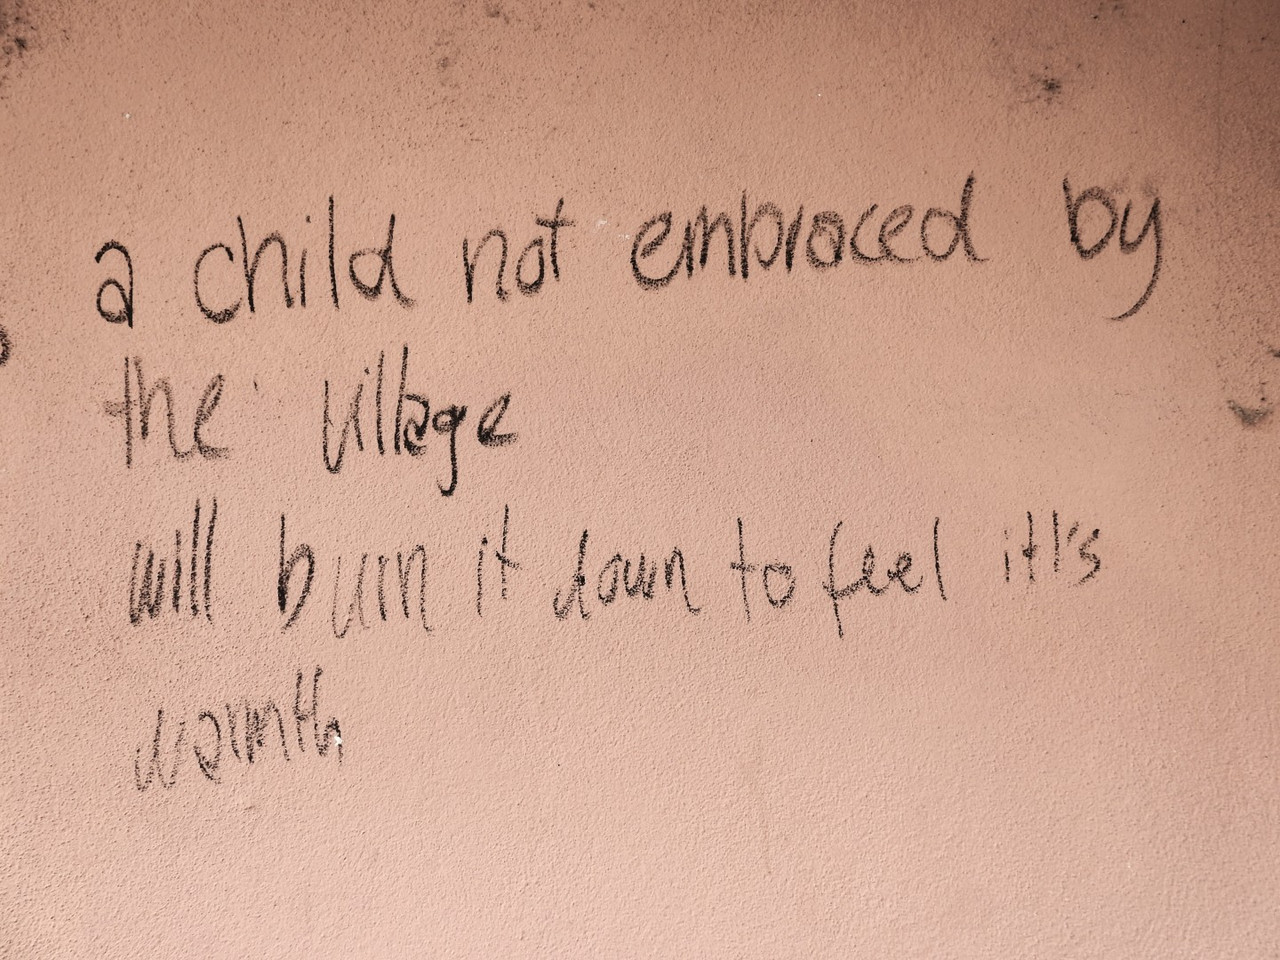 a child not embraced by
the village
will burn it down to feel it's
warmth